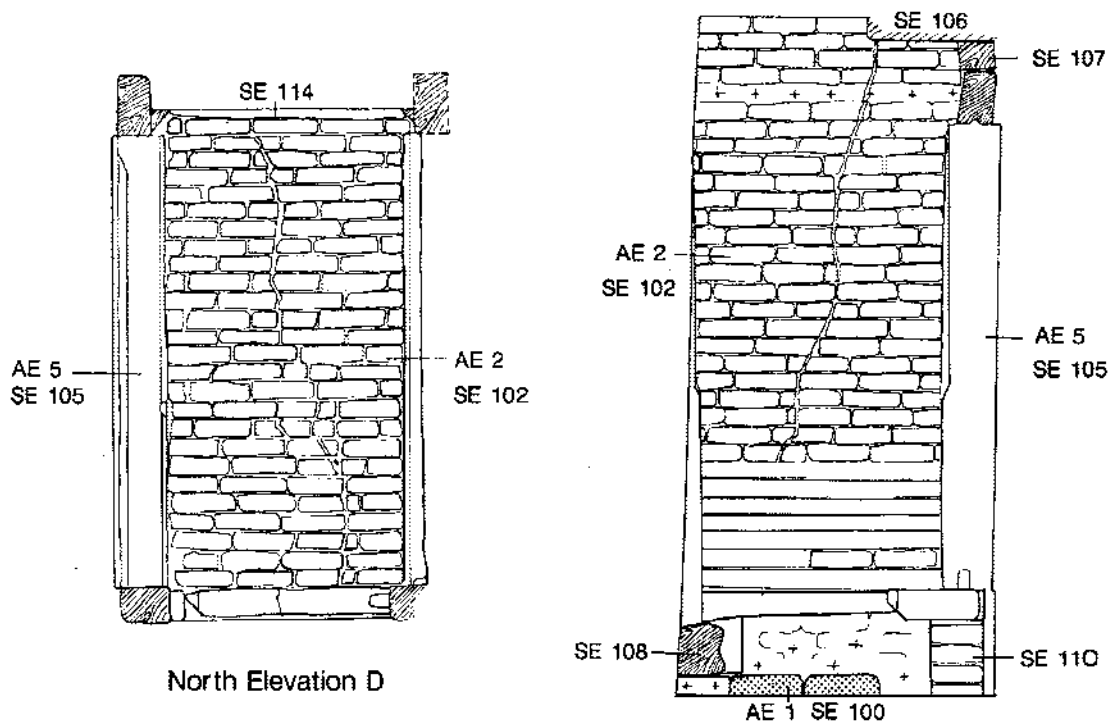 SE 114
AE 5
SE 105
AE 2
SE 102
North Elevation D
SE 106
SE 107
AE 2
SE 102
AE 5
SE 105
SE 108
SE 110
AE 1 SE 100